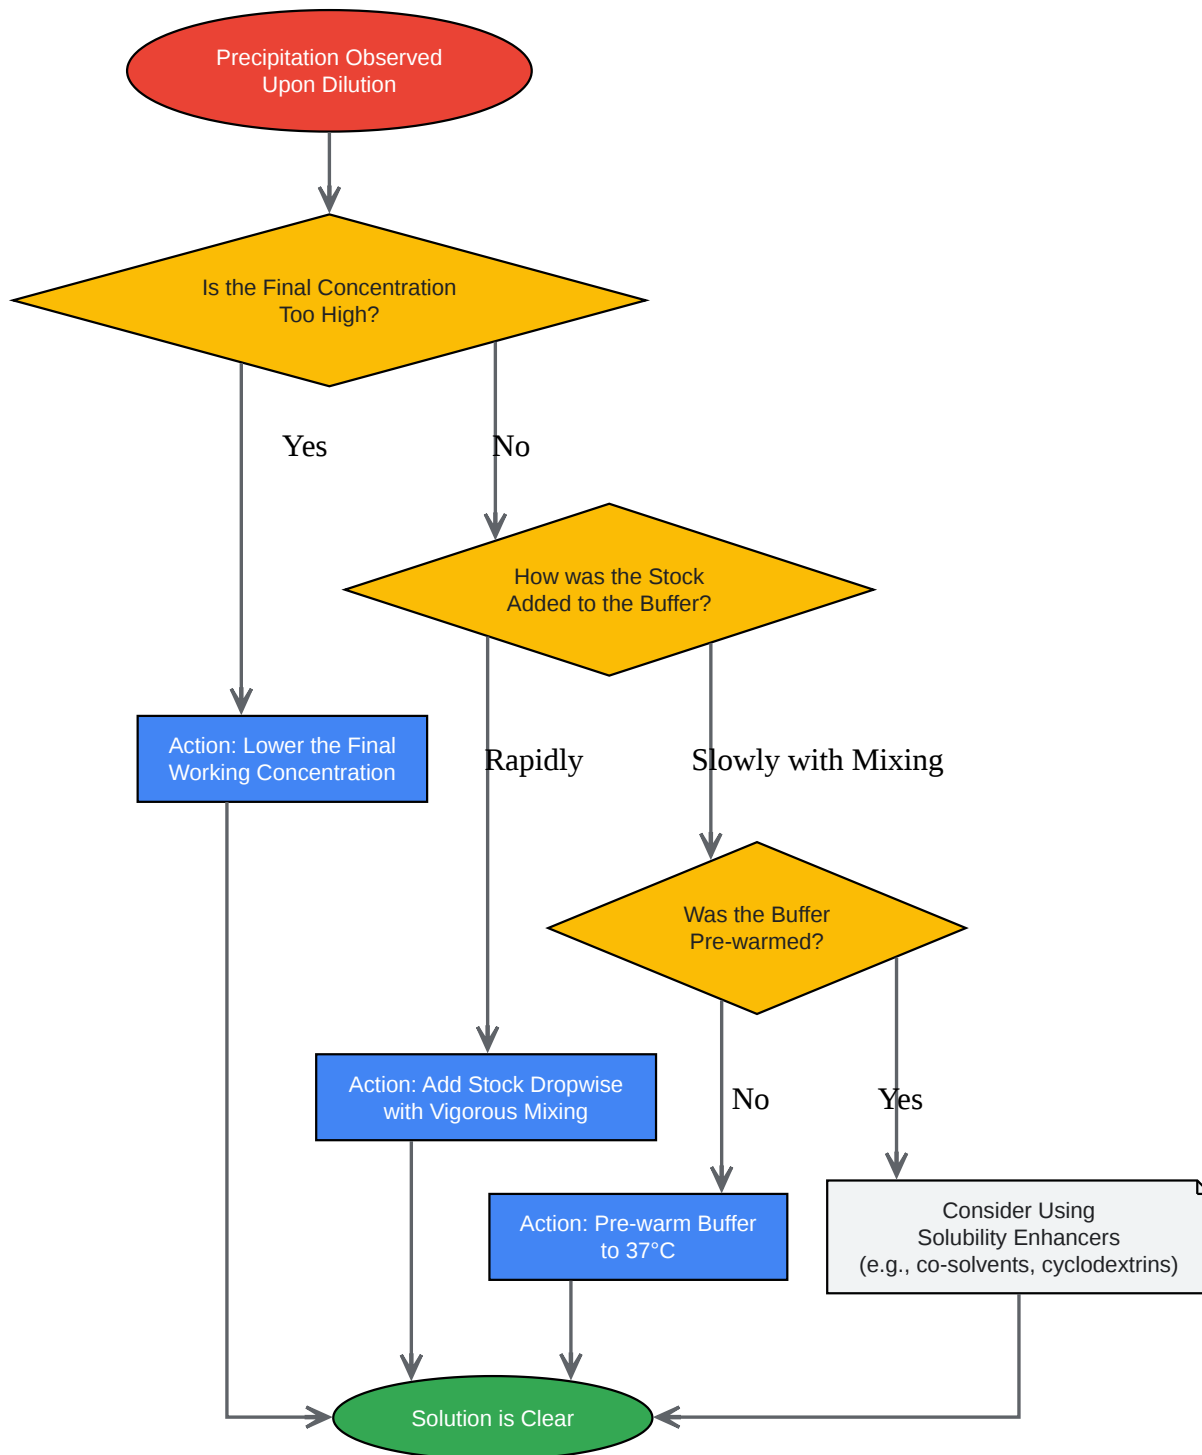 Precipitation Observed
Upon Dilution
Is the Final Concentration
Too High?
Yes
No
How was the Stock
Added to the Buffer?
Action: Lower the Final
Working Concentration
Rapidly
Slowly with Mixing
Was the Buffer
Pre-warmed?
Action: Add Stock Dropwise
with Vigorous Mixing
No
Yes
Action: Pre-warm Buffer
to 37°C
Consider Using
Solubility Enhancers
(e.g., co-solvents, cyclodextrins)
Solution is Clear